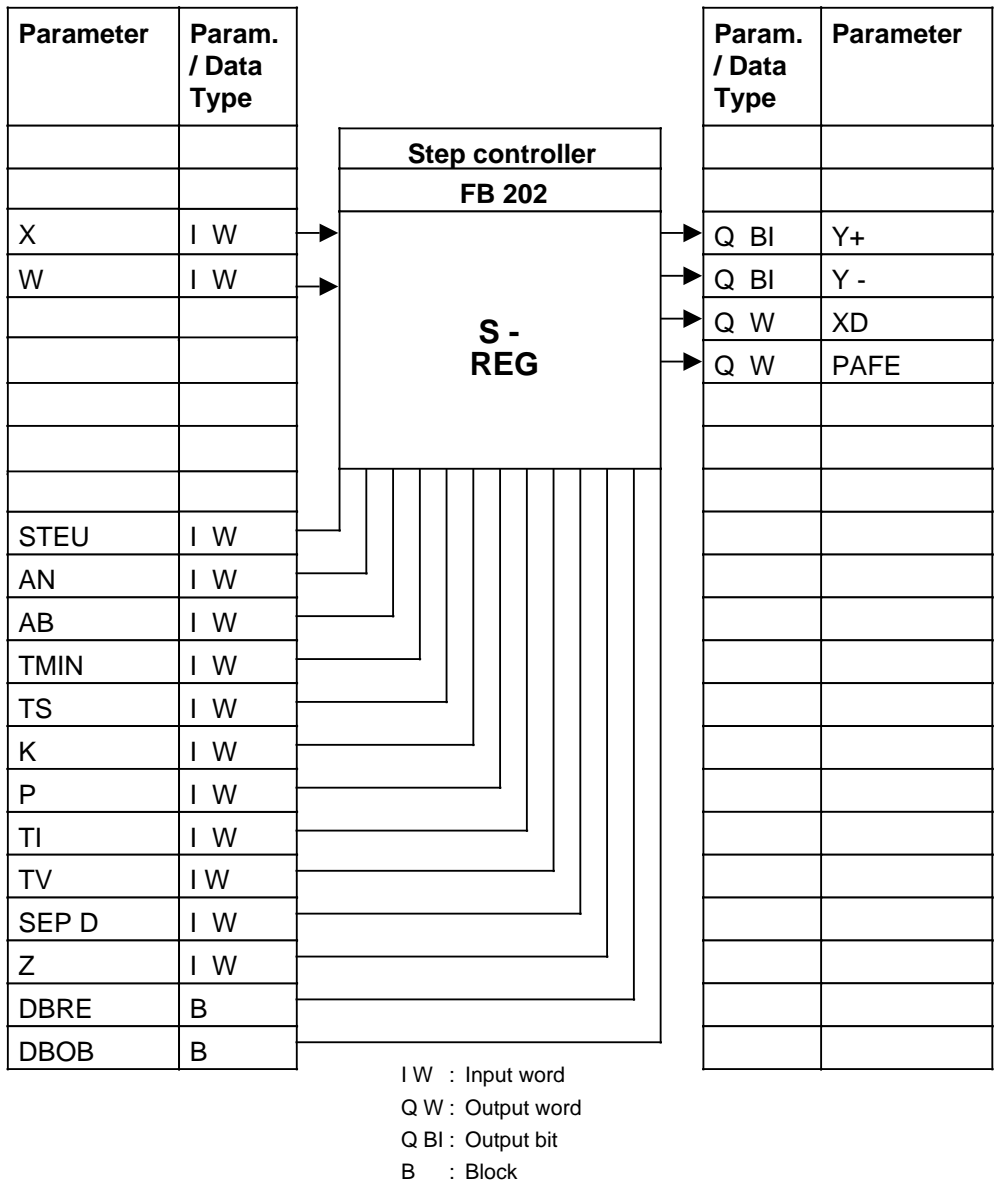 Parameter Param. / Data Type
Param. / Data Type Parameter
Step controller
FB 202
S -
REG
X I W
W I W
Q BI Y+
Q BI Y -
Q W XD
Q W PAFE
STEU I W
AN I W
AB I W
TMIN I W
TS I W
K I W
P I W
TI I W
TV I W
SEP D I W
Z I W
DBRE B
DBOB B
I W : Input word
Q W : Output word
Q BI : Output bit
B : Block